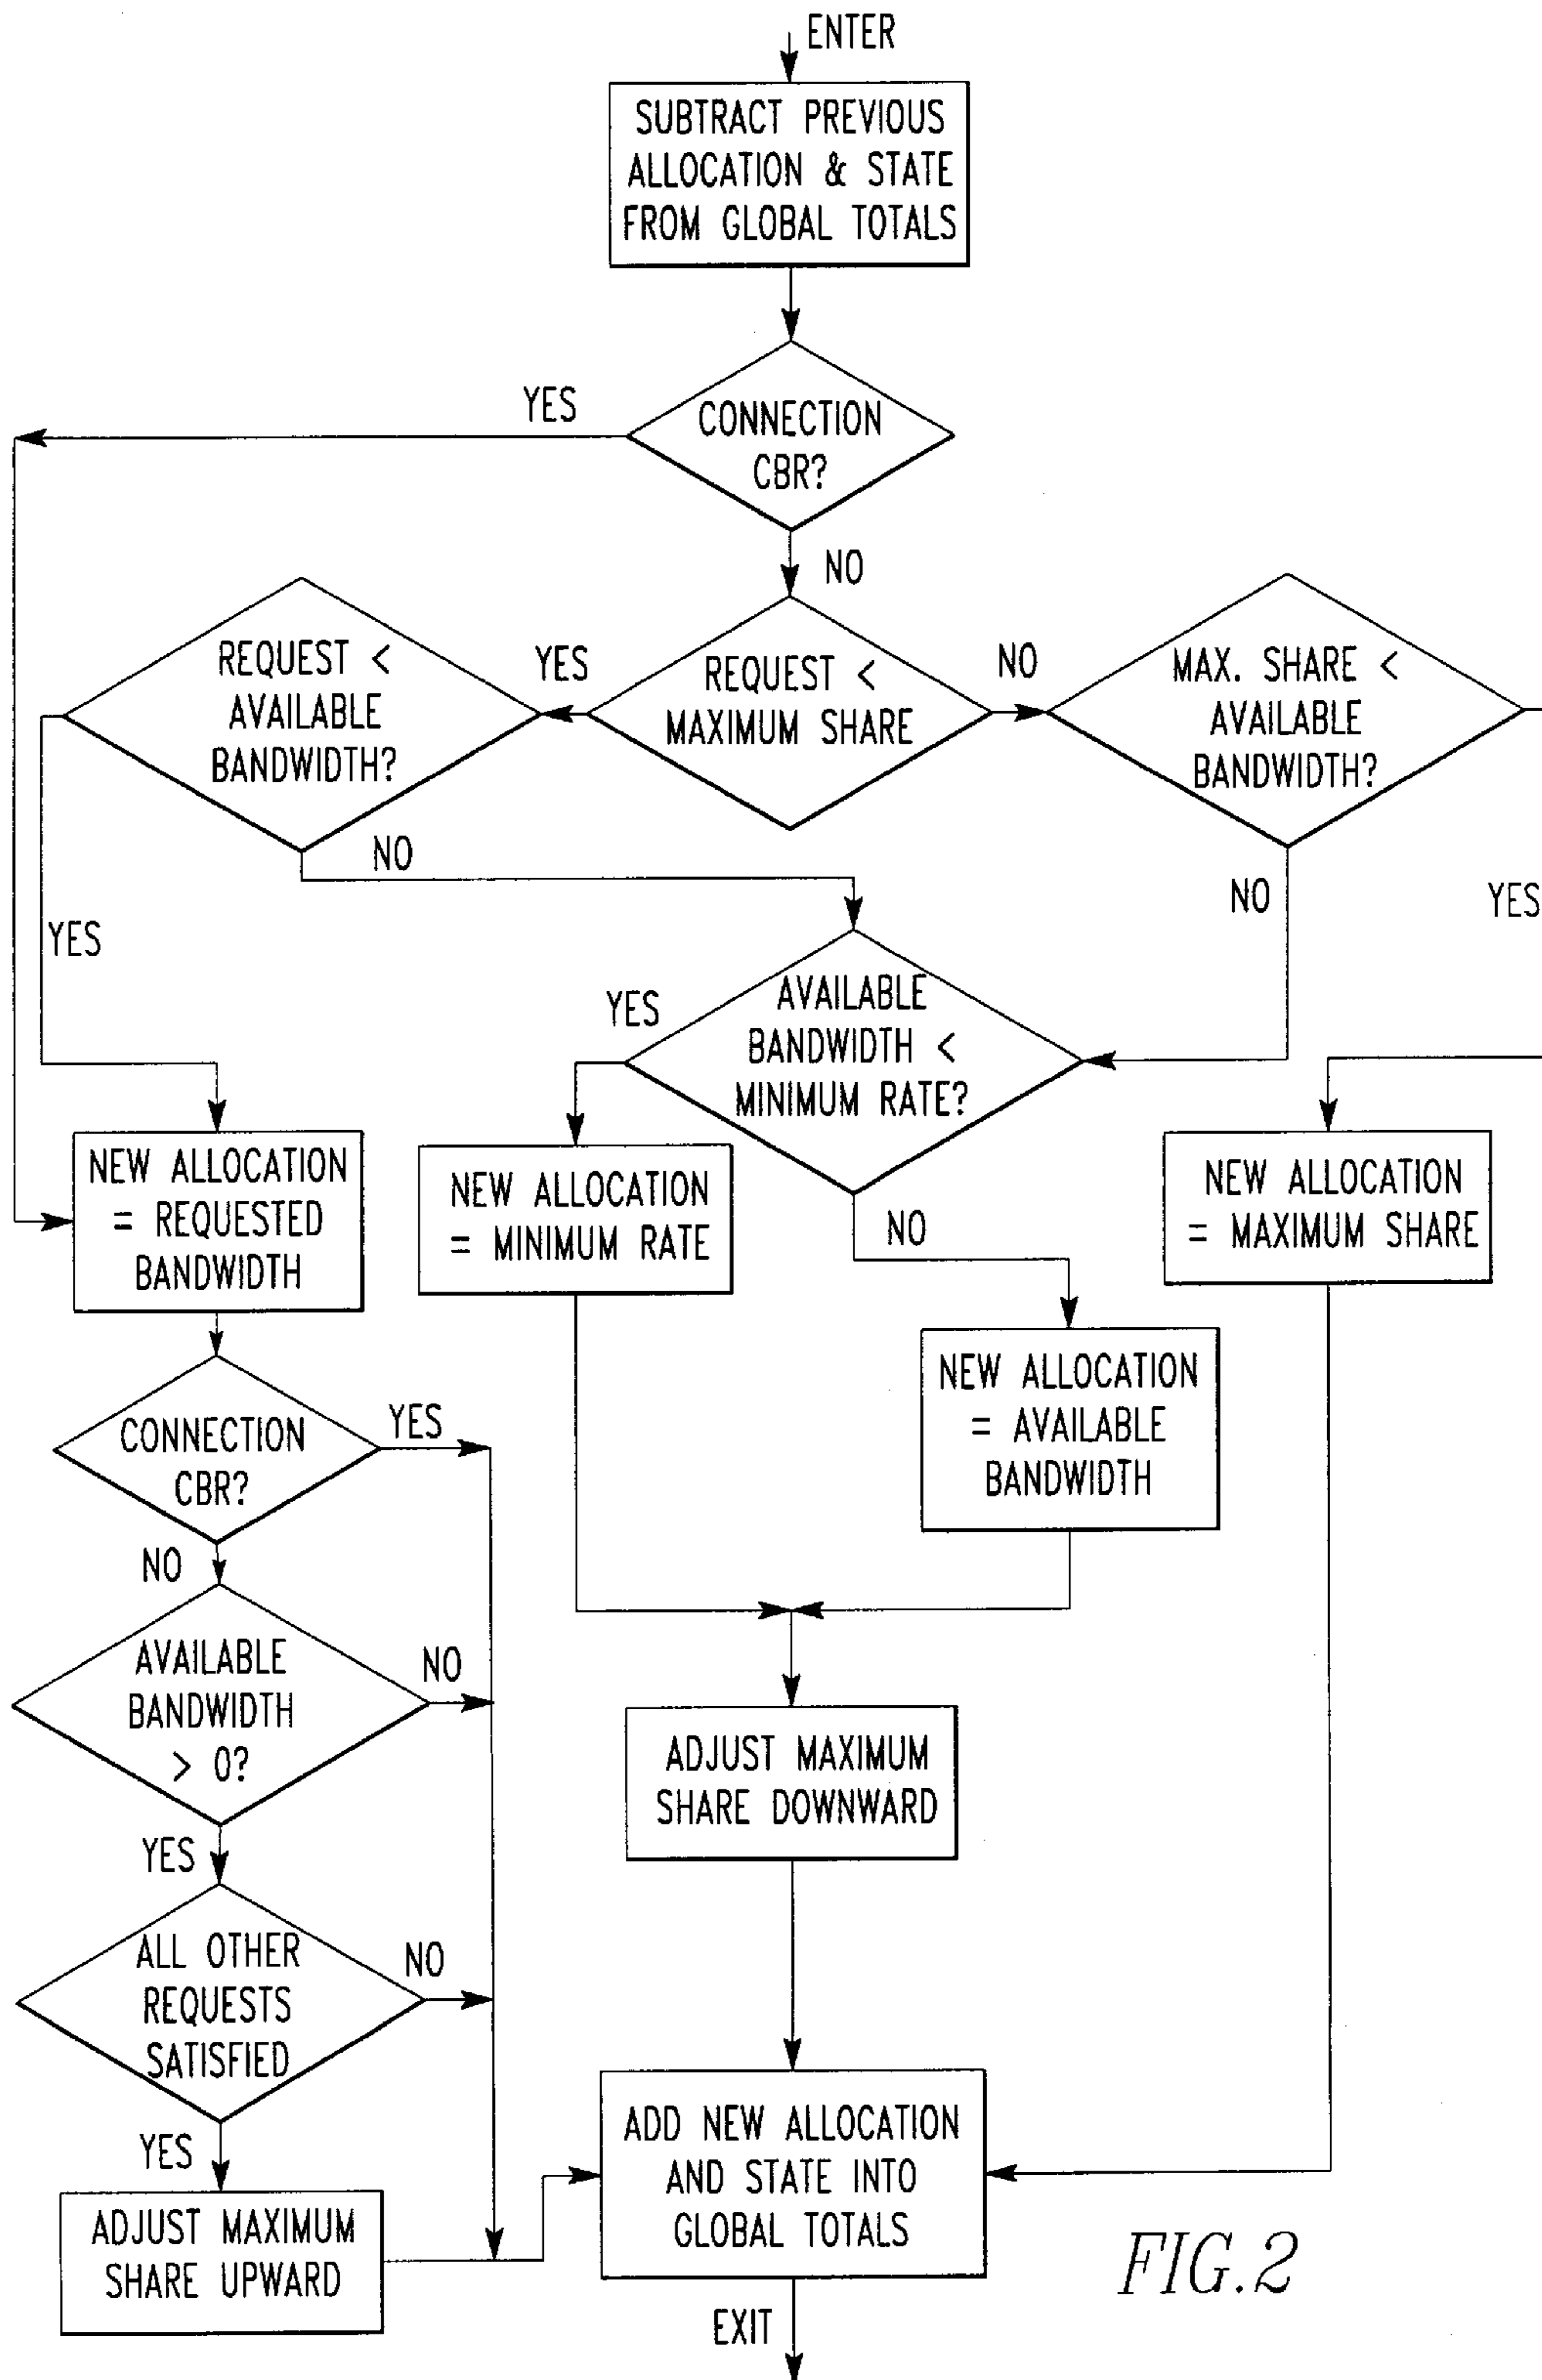 ENTER
SUBTRACT PREVIOUS
ALLOCATION & STATE
FROM GLOBAL TOTALS
YES
CONNECTION
CBR?
NO
REQUEST <
AVAILABLE
BANDWIDTH?
YES
REQUEST <
MAXIMUM SHARE
NO
MAX. SHARE <
AVAILABLE
BANDWIDTH?
NO
NO
YES
YES
YES
AVAILABLE
BANDWIDTH <
MINIMUM RATE?
NEW ALLOCATION
= REQUESTED
BANDWIDTH
NEW ALLOCATION
= MINIMUM RATE
NO
NEW ALLOCATION
= MAXIMUM SHARE
NEW ALLOCATION
= AVAILABLE
BANDWIDTH
CONNECTION
CBR?
YES
NO
AVAILABLE
BANDWIDTH
> 0?
NO
YES
ADJUST MAXIMUM
SHARE DOWNWARD
ALL OTHER
REQUESTS
SATISFIED
NO
YES
ADJUST MAXIMUM
SHARE UPWARD
ADD NEW ALLOCATION
AND STATE INTO
GLOBAL TOTALS
EXIT
FIG.2